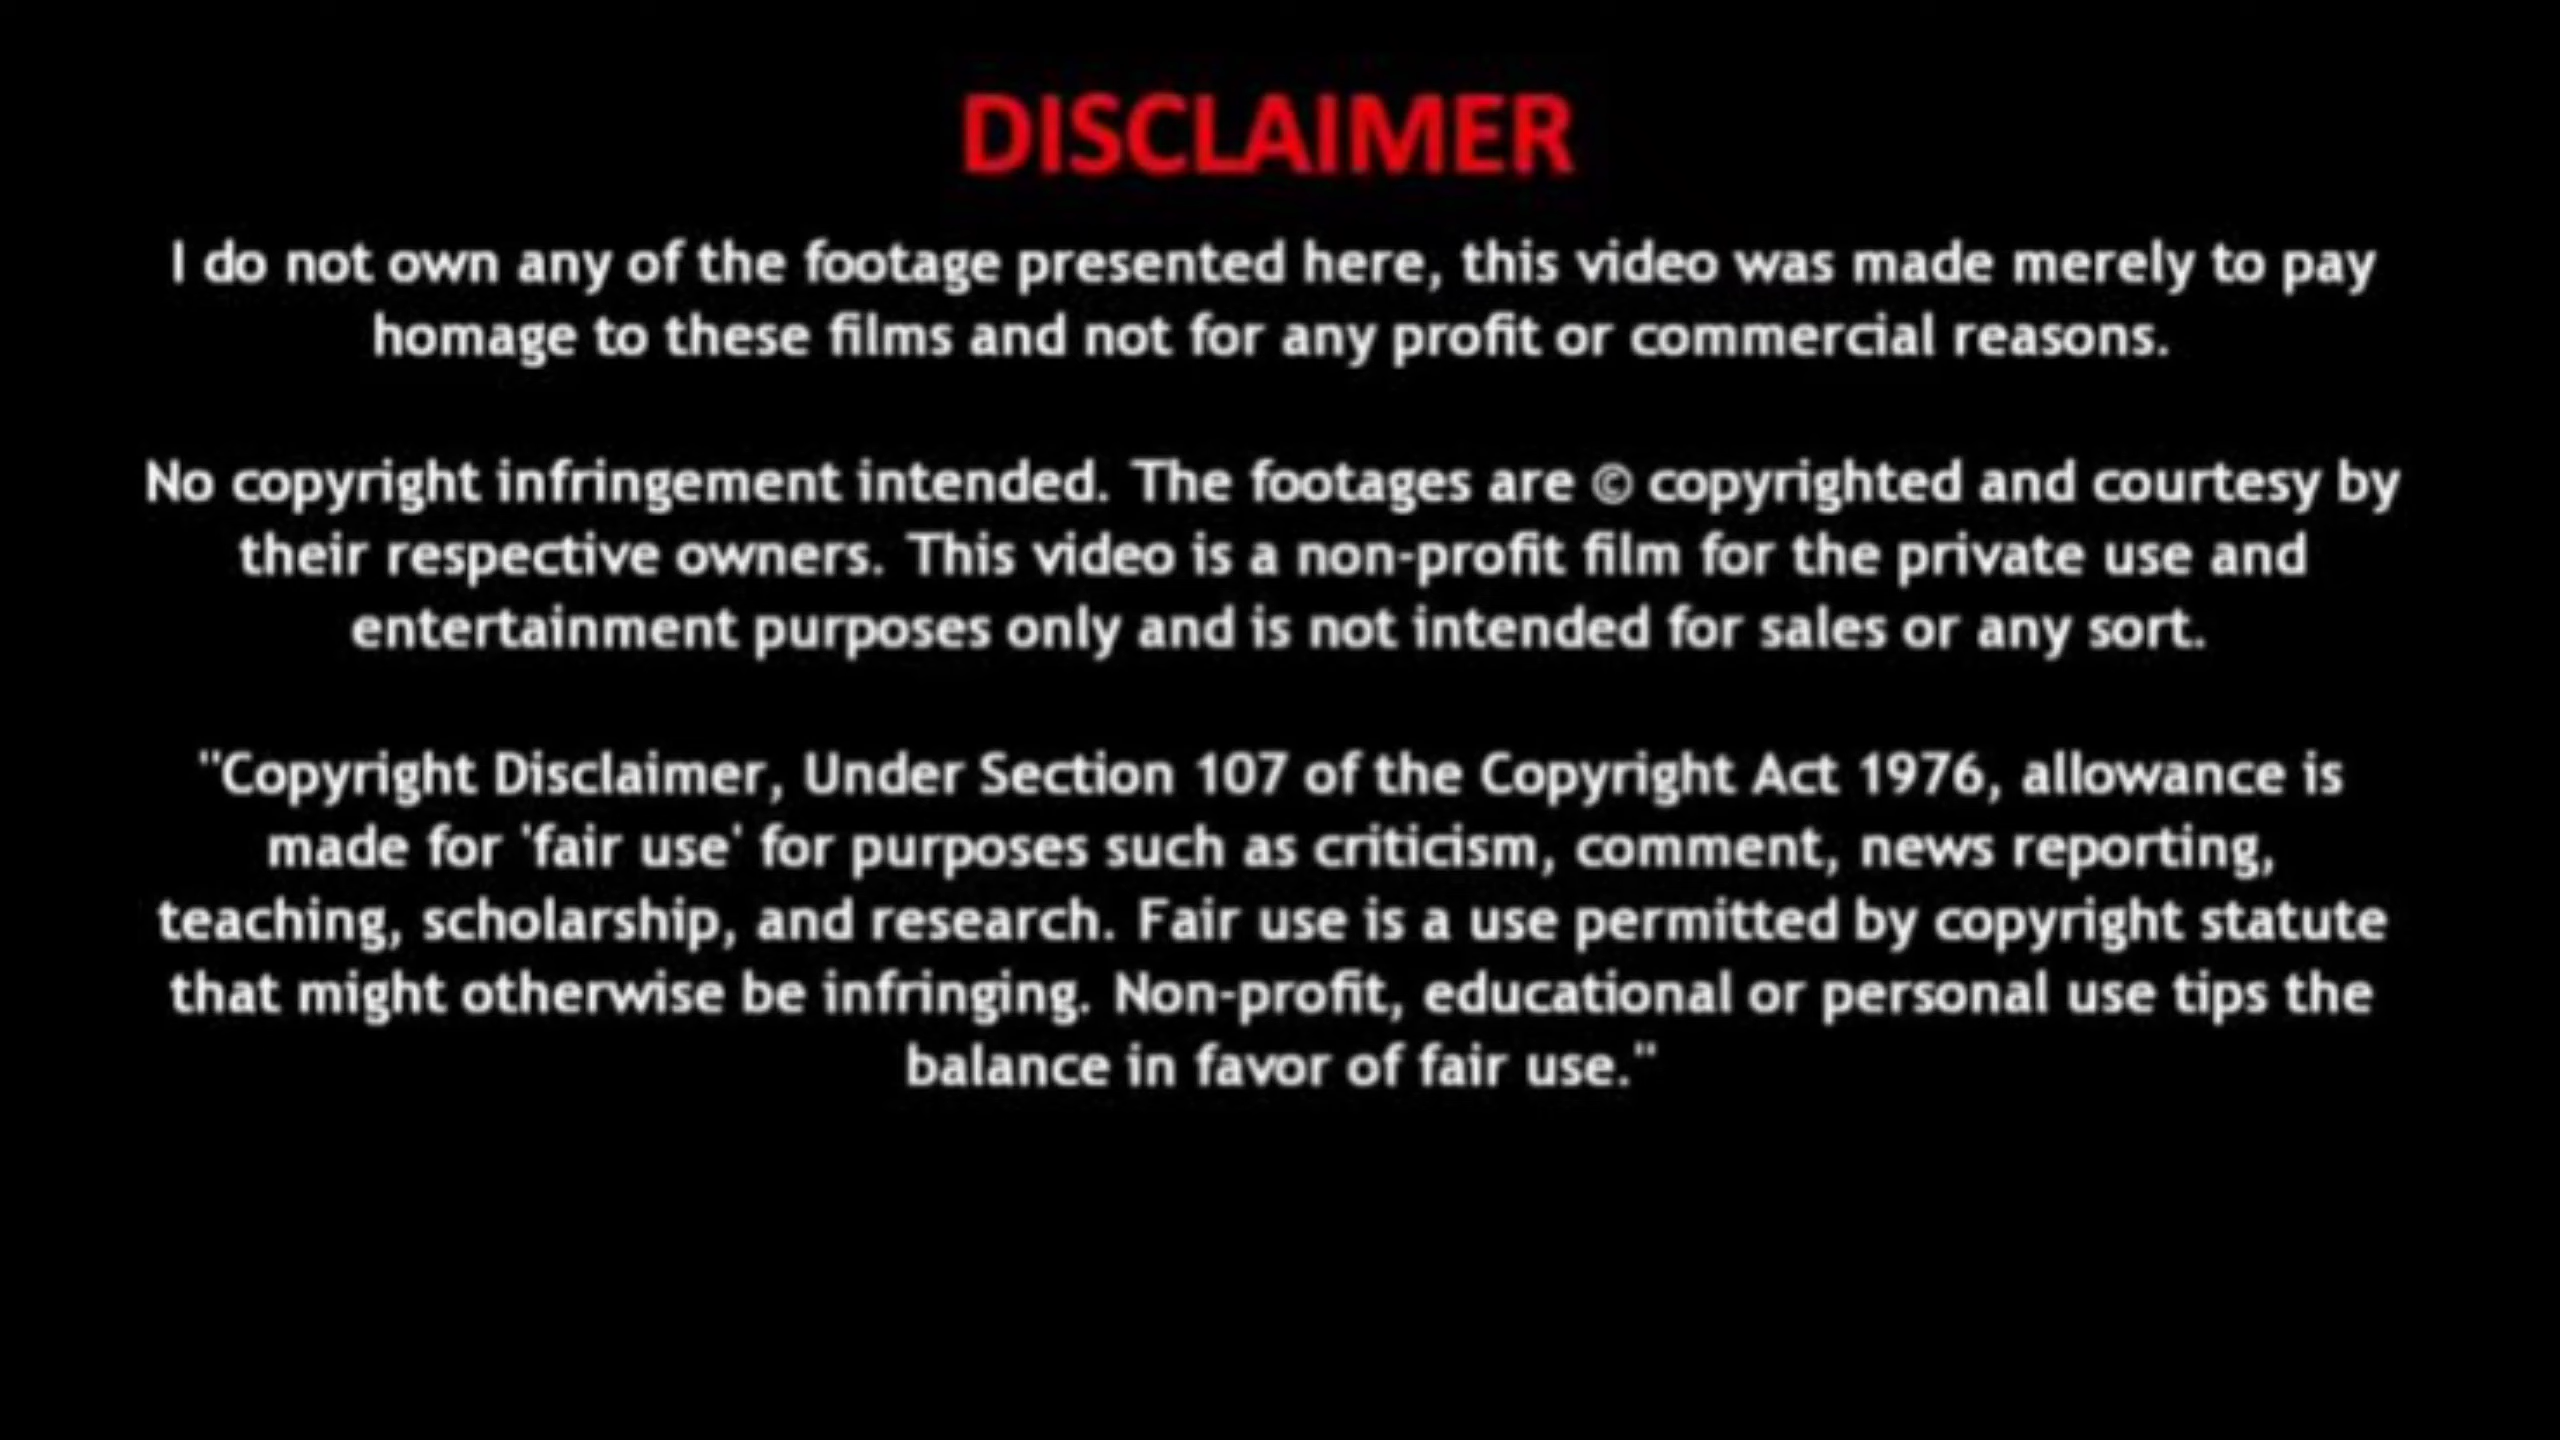 DISCLAIMER
I do not own any of the footage presented here, this video was made merely to pay
homage to these films and not for any profit or commercial reasons.
No copyright infringement intended. The footages are © copyrighted and courtesy by
their respective owners. This video is a non-profit film for the private use and
entertainment purposes only and is not intended for sales or any sort.
"Copyright Disclaimer, Under Section 107 of the Copyright Act 1976, allowance is
made for 'fair use' for purposes such as criticism, comment, news reporting,
teaching, scholarship, and research. Fair use is a use permitted by copyright statute
that might otherwise be infringing. Non-profit, educational or personal use tips the
balance in favor of fair use."